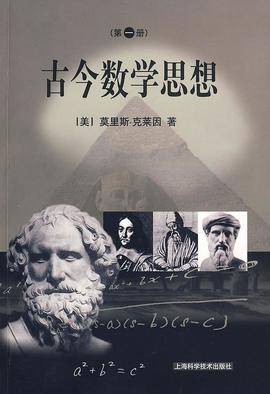 (第一册)
古今数学思想
[美] 莫里斯·克莱因 著
s-a)(s-b)(s-c)
a²+b²=c²
上海科学技术出版社